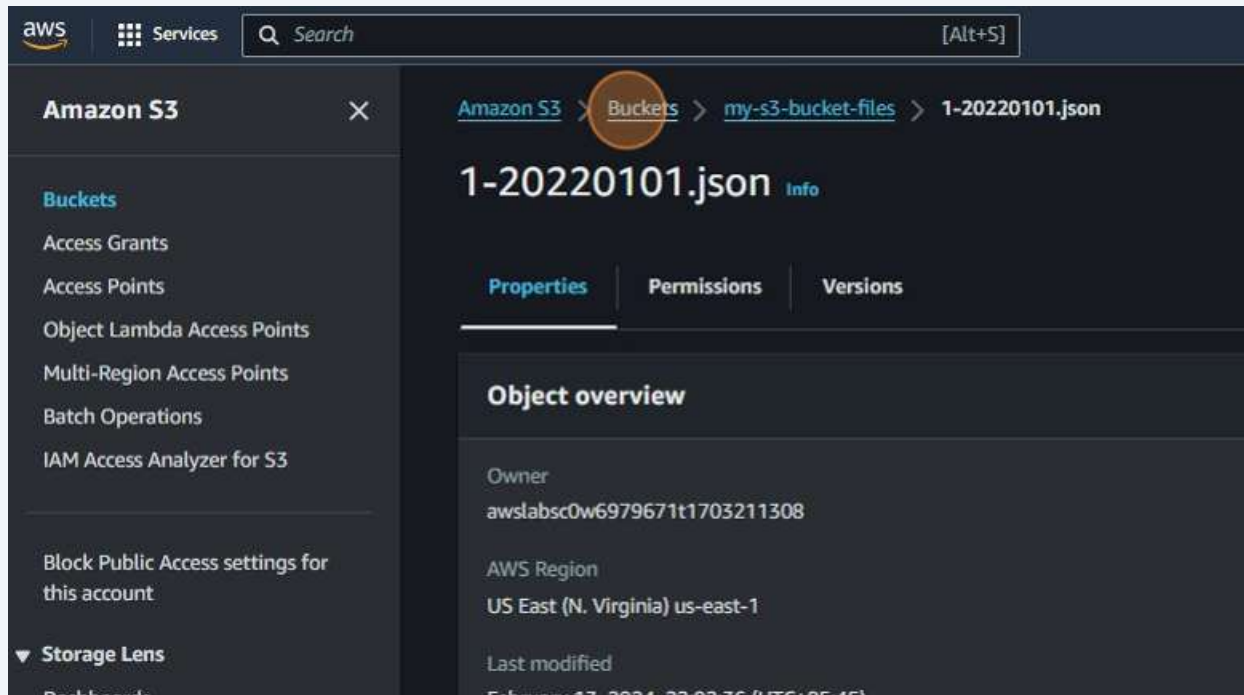 aws
Services
Search
[Alt+S]
Amazon S3
Buckets
Access Grants
Access Points
Object Lambda Access Points
Multi-Region Access Points
Batch Operations
IAM Access Analyzer for S3
Block Public Access settings for
this account
Storage Lens
Amazon S3 > Buckets > my-s3-bucket-files > 1-20220101.json
1-20220101.json Info
Properties
Permissions
Versions
Object overview
Owner
awslabsc0w6979671t1703211308
AWS Region
US East (N. Virginia) us-east-1
Last modified